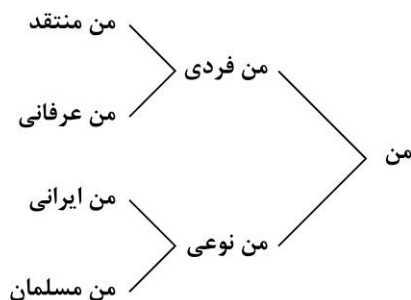 من منتقد
من فردی
من عرفانی
من
من ایرانی
من نوعی
من مسلمان